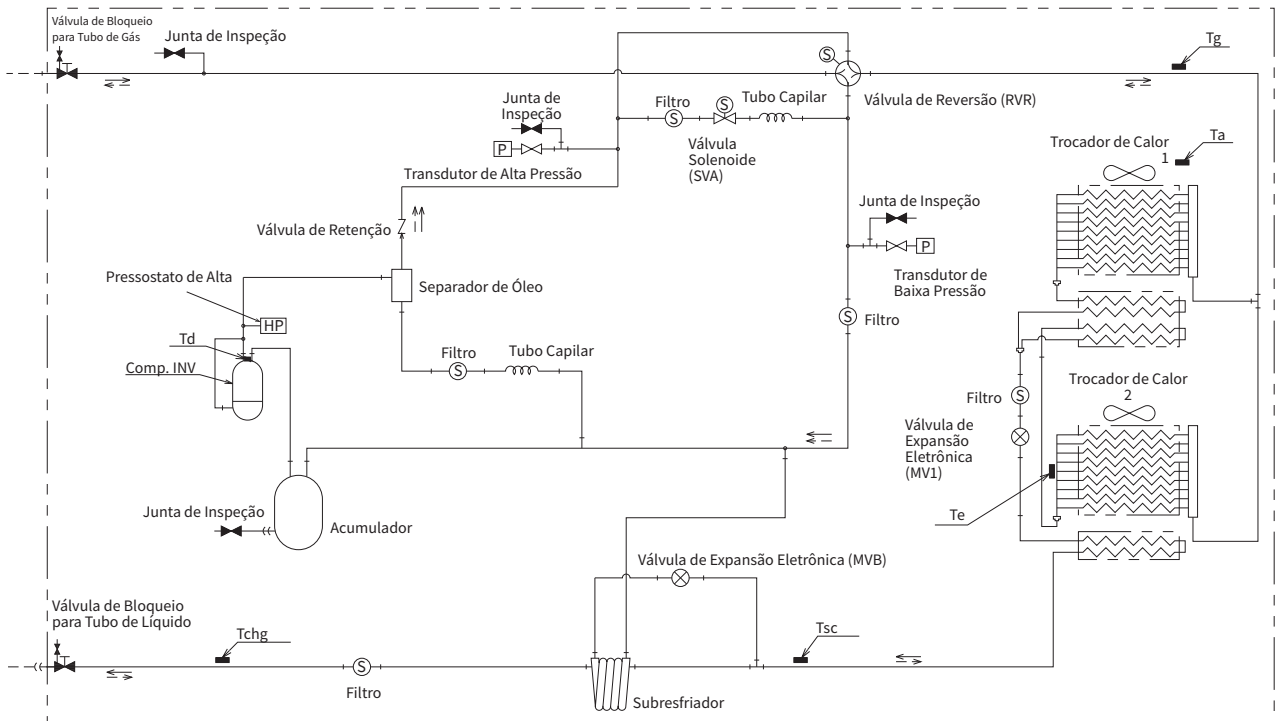 Válvula de Bloqueio
para Tubo de Gás
Junta de Inspeção
S
Válvula de Reversão (RVR)
Tg
Junta de
Inspeção
P
Transdutor de Alta Pressão
Filtro
S
S
Tubo Capilar
Válvula
Solenoide
(SVA)
Trocador de Calor
1
Ta
Válvula de Retenção
Junta de Inspeção
P
Transdutor de
Baixa Pressão
Pressostato de Alta
HP
Separador de Óleo
S
Filtro
Td
Comp. INV
Filtro
S
Tubo Capilar
Trocador de Calor
2
Filtro
S
Válvula de
Expansão
Eletrônica
(MV1)
Te
Junta de Inspeção
Acumulador
Válvula de Expansão Eletrônica (MVB)
Válvula de Bloqueio
para Tubo de Líquido
Tchg
Tsc
S
Filtro
Subresfriador